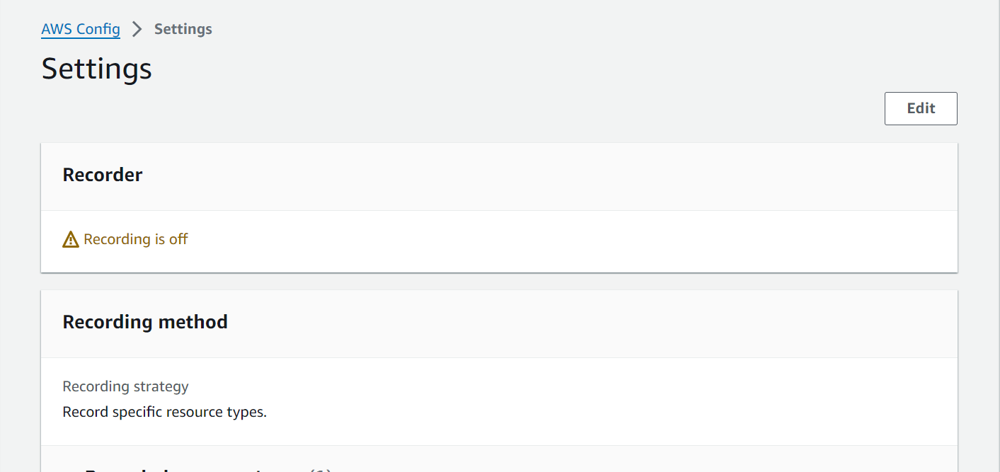 AWS Config > Settings
Settings
Edit
Recorder
Recording is off
Recording method
Recording strategy
Record specific resource types.